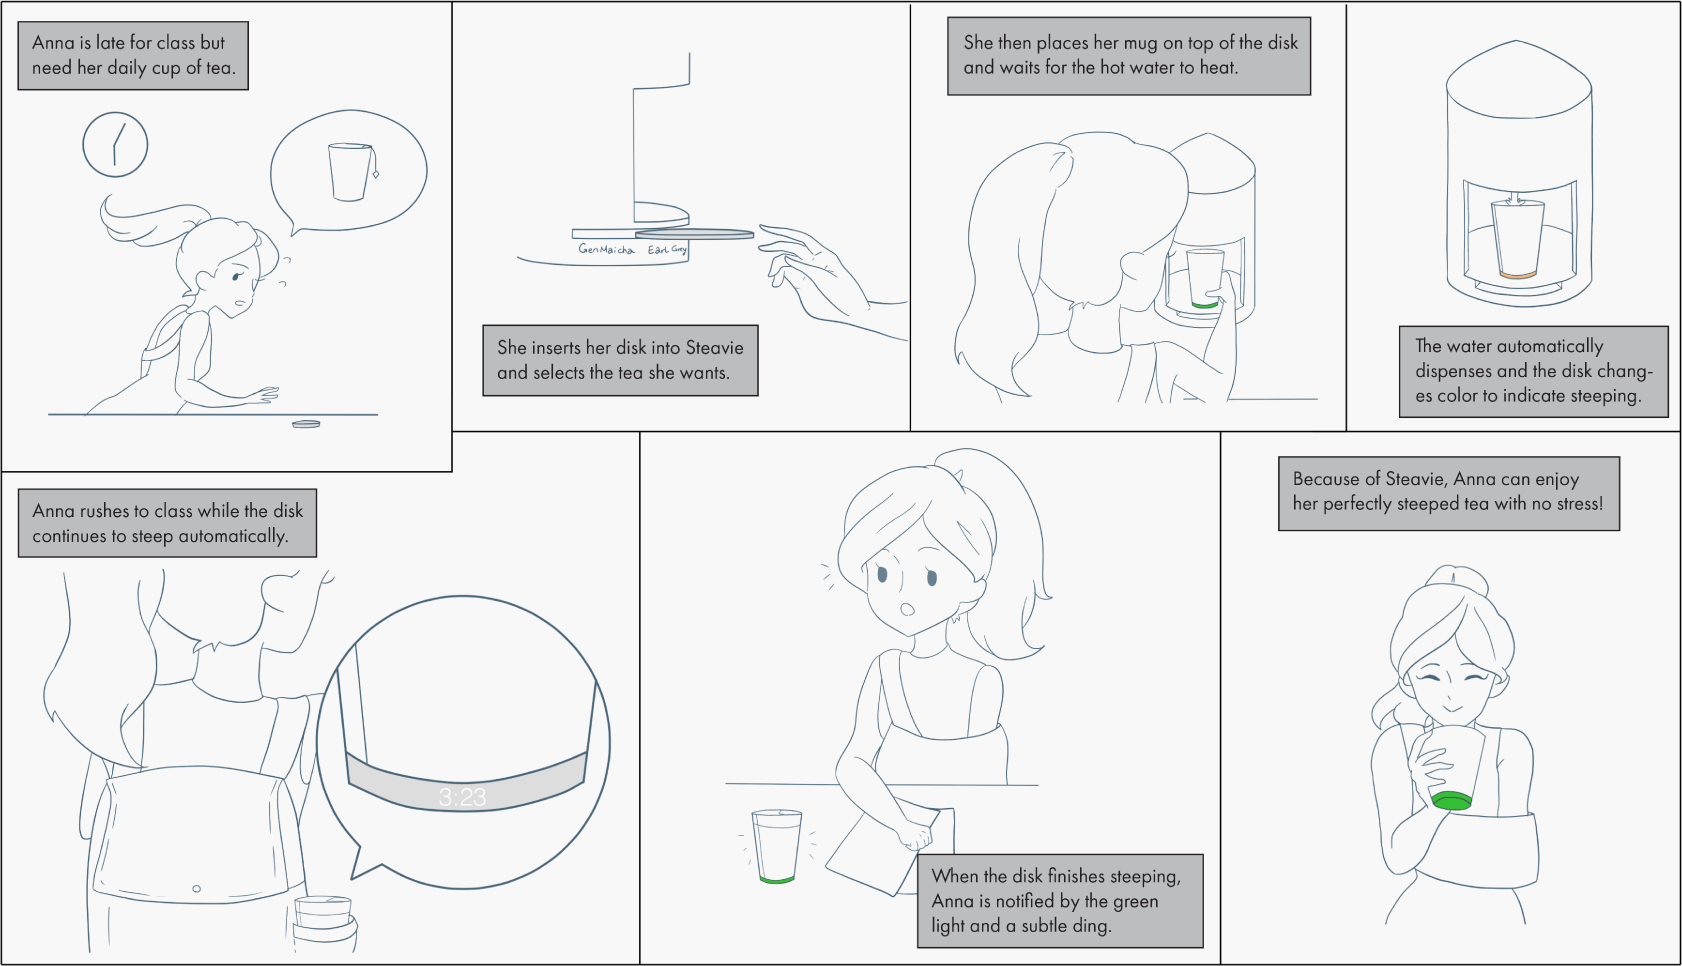 Anna is late for class but
need her daily cup of tea.
GenMaicha Earl Grey
She inserts her disk into Steavie
and selects the tea she wants.
She then places her mug on top of the disk
and waits for the hot water to heat.
The water automatically
dispenses and the disk chang-
es color to indicate steeping.
Anna rushes to class while the disk
continues to steep automatically.
3:23
When the disk finishes steeping,
Anna is notified by the green
light and a subtle ding.
Because of Steavie, Anna can enjoy
her perfectly steeped tea with no stress!